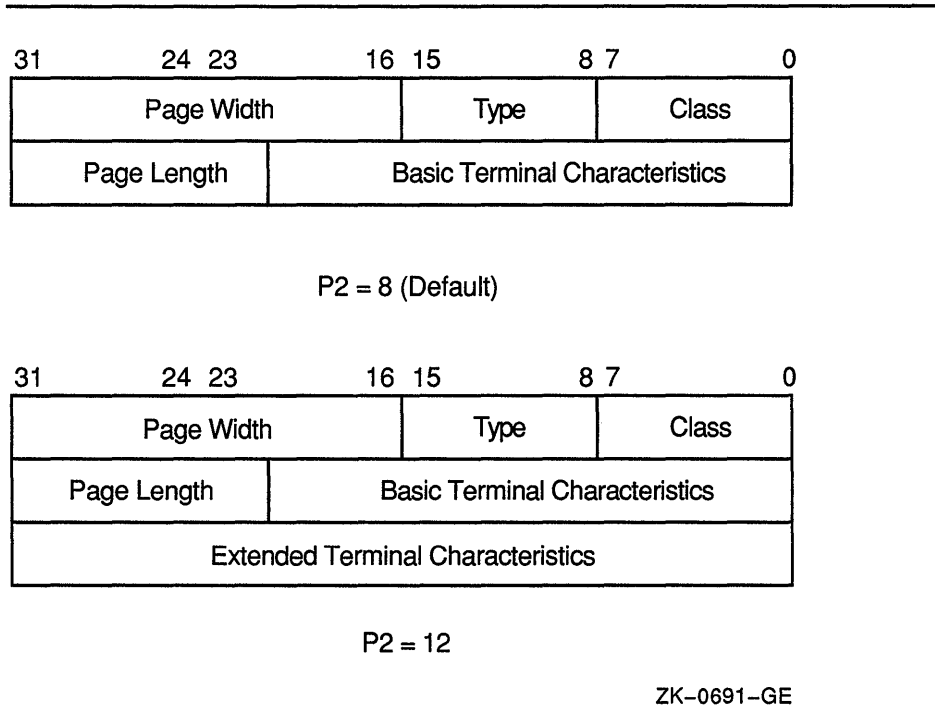 31 24 23 16 15 8 7 0
Page Width Type Class
Page Length Basic Terminal Characteristics
P2 = 8 (Default)
31 24 23 16 15 8 7 0
Page Width Type Class
Page Length Basic Terminal Characteristics
Extended Terminal Characteristics
P2 = 12
ZK–0691–GE